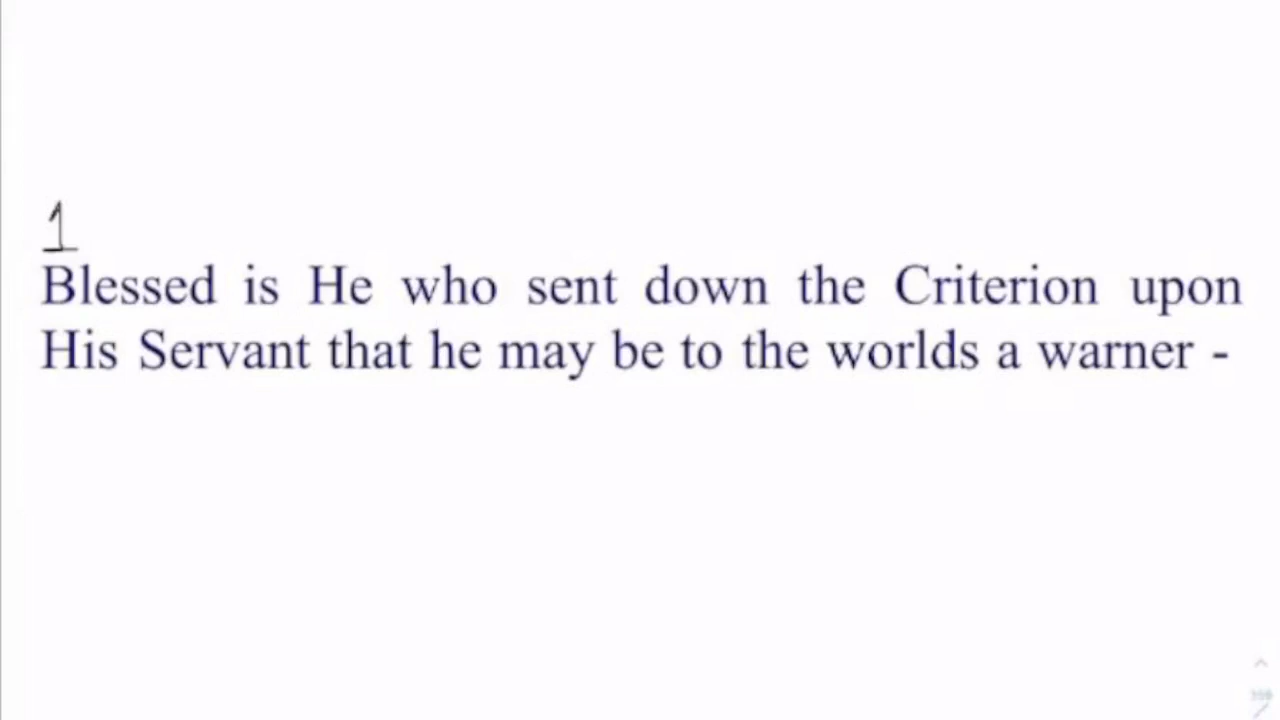 1
Blessed is He who sent down the Criterion upon
His Servant that he may be to the worlds a warner -